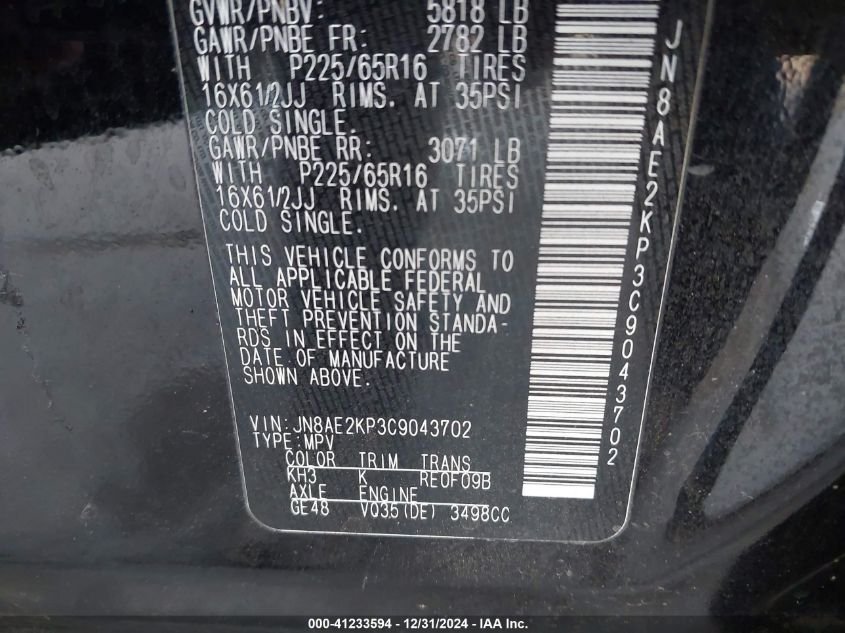 GVWR/PNBV: 5818 LB
GAWR/PNBE FR: 2782 LB
WITH P225/65R16 TIRES
16X61/2JJ RIMS. AT 35PSI
COLD SINGLE.
GAWR/PNBE RR: 3071 LB
WITH P225/65R16 TIRES
16X61/2JJ RIMS. AT 35PSI
COLD SINGLE.
THIS VEHICLE CONFORMS TO
ALL APPLICABLE FEDERAL
MOTOR VEHICLE SAFETY AND
THEFT PREVENTION STANDA-
RDS IN EFFECT ON THE
DATE OF MANUFACTURE
SHOWN ABOVE.
VIN:JN8AE2KP3C9043702
TYPE:MPV
COLOR TRIM TRANS
KH3 K RE0F09B
AXLE ENGINE
GE48 VQ35(DE) 3498CC
JN8AE2KP3C9043702
000-41233594 - 12/31/2024 - IAA Inc.